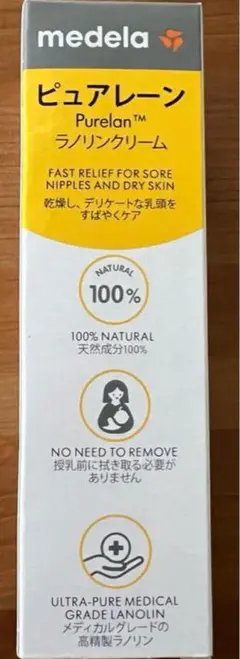 medela
ピュアレーン
Purelan™
ラノリンクリーム
FAST RELIEF FOR SORE
NIPPLES AND DRY SKIN
乾燥し、デリケートな乳頭を
すばやくケア
NATURAL
100%
100% NATURAL
天然成分100%
NO NEED TO REMOVE
授乳前に拭き取る必要が
ありません
ULTRA-PURE MEDICAL
GRADE LANOLIN
メディカルグレードの
高精製ラノリン